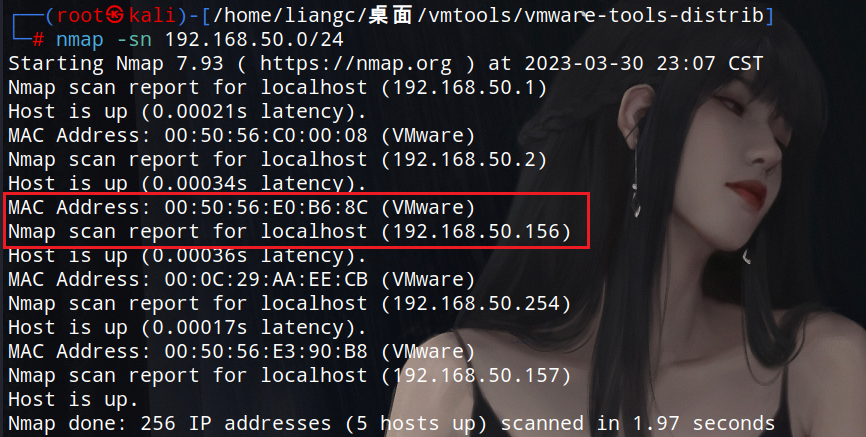 ┌──(root㉿kali)-[/home/liangc/桌面/vmtools/vmware-tools-distrib]
└─# nmap -sn 192.168.50.0/24
Starting Nmap 7.93 ( https://nmap.org ) at 2023-03-30 23:07 CST
Nmap scan report for localhost (192.168.50.1)
Host is up (0.00021s latency).
MAC Address: 00:50:56:C0:00:08 (VMware)
Nmap scan report for localhost (192.168.50.2)
Host is up (0.00034s latency).
MAC Address: 00:50:56:E0:B6:8C (VMware)
Nmap scan report for localhost (192.168.50.156)
Host is up (0.00036s latency).
MAC Address: 00:0C:29:AA:EE:CB (VMware)
Nmap scan report for localhost (192.168.50.254)
Host is up (0.00017s latency).
MAC Address: 00:50:56:E3:90:B8 (VMware)
Nmap scan report for localhost (192.168.50.157)
Host is up.
Nmap done: 256 IP addresses (5 hosts up) scanned in 1.97 seconds